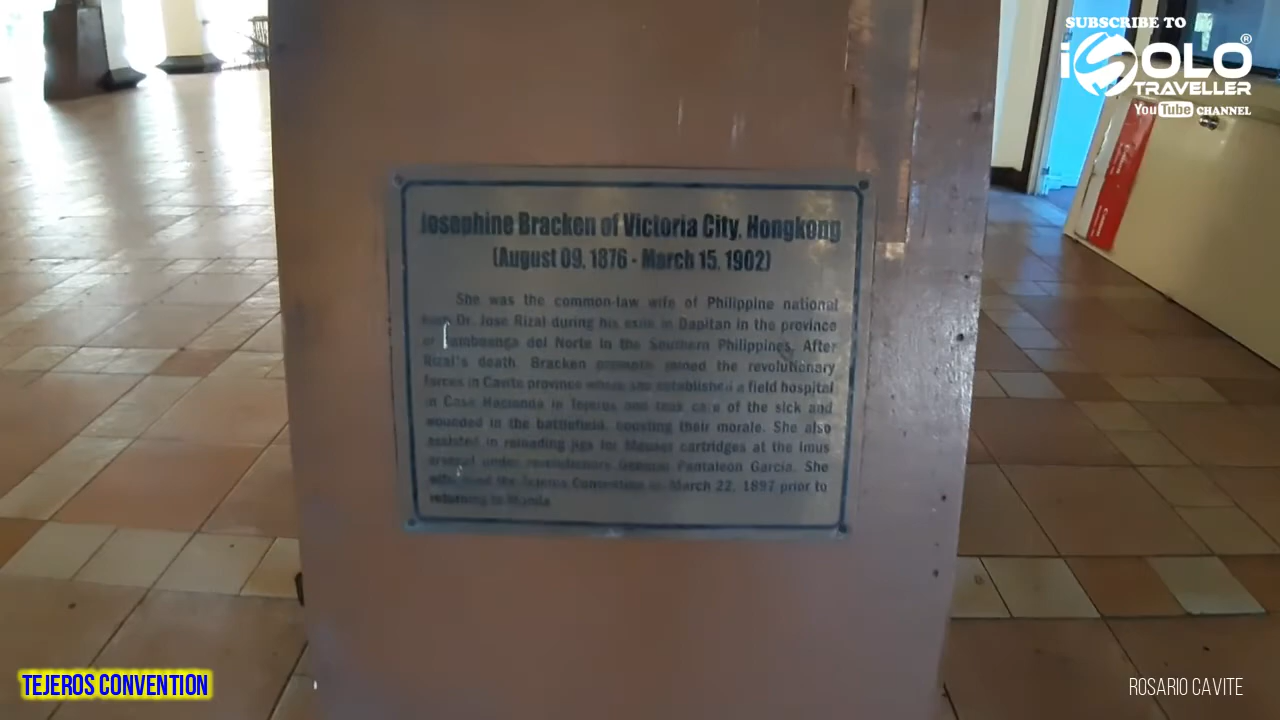 SUBSCRIBE TO
iSOLO®
TRAVELLER
YouTube CHANNEL
Josephine Bracken of Victoria City, Hongkong
(August 09, 1876 - March 15, 1902)
She was the common-law wife of Philippine national
Dr. Jose Rizal during his exile in Dapitan in the province
Zamboanga del Norte in the Southern Philippines. After
Rizal's death, Bracken joined the revolutionary
forces in Cavite province where she established a field hospital
in Casa Hacienda in Tejeros and took care of the sick and
wounded in the battlefield, boosting their morale. She also
assisted in reloading jigs for Mauser cartridges at the Imus
arsenal under revolutionary General Pantaleon Garcia. She
the Tejeros Convention on March 22, 1897 prior to
returning to Manila
TEJEROS CONVENTION
ROSARIO CAVITE